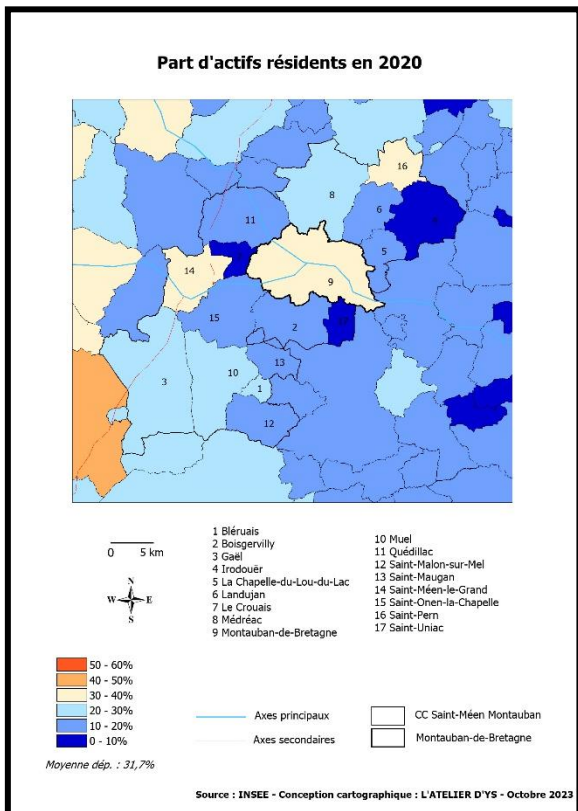 Part d'actifs résidents en 2020
16
8
6
4
11
5
7
14
9
15
2
17
13
3
10
1
12
0 5 km
N
W E
S
1 Bléruais
2 Boisgervilly
3 Gaël
4 Irodouër
5 La Chapelle-du-Lou-du-Lac
6 Landujan
7 Le Crouais
8 Médréac
9 Montauban-de-Bretagne
10 Muel
11 Quédillac
12 Saint-Malon-sur-Mel
13 Saint-Maugan
14 Saint-Méen-le-Grand
15 Saint-Onen-la-Chapelle
16 Saint-Pern
17 Saint-Uniac
50 - 60%
40 - 50%
30 - 40%
20 - 30%
10 - 20%
0 - 10%
Axes principaux
Axes secondaires
CC Saint-Méen Montauban
Montauban-de-Bretagne
Moyenne dép. : 31,7%
Source : INSEE - Conception cartographique : L'ATELIER D'YS - Octobre 2023